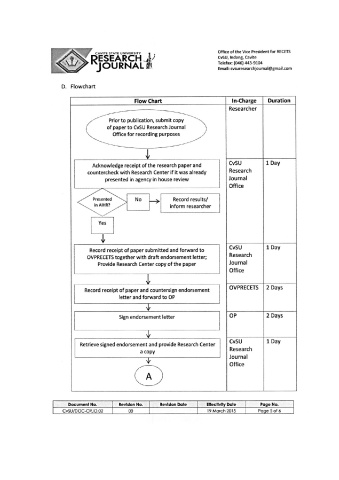 CAVITE STATE UNIVERSITY
RESEARCH
JOURNAL
Office of the Vice President for RECETS
CvSU, Indang, Cavite
Telefax: (046) 443 9104
Email: cvsuresearchjournal@gmail.com
D. Flowchart
Flow Chart
In-Charge
Duration
Prior to publication, submit copy
of paper to CvSU Research Journal
Office for recording purposes
Researcher
Acknowledge receipt of the research paper and
countercheck with Research Center if it was already
presented in agency in house review
CvSU
Research
Journal
Office
1 Day
Presented
in AIHR?
No
Record results/
inform researcher
Yes
Record receipt of paper submitted and forward to
OVPRECETS together with draft endorsement letter;
Provide Research Center copy of the paper
CvSU
Research
Journal
Office
1 Day
Record receipt of paper and countersign endorsement
letter and forward to OP
OVPRECETS
2 Days
Sign endorsement letter
OP
2 Days
Retrieve signed endorsement and provide Research Center
a copy
CvSU
Research
Journal
Office
1 Day
A
Document No.
Revision No.
Revision Date
Effectivity Date
Page No.
00
19 March 2015
Page 5 of 6